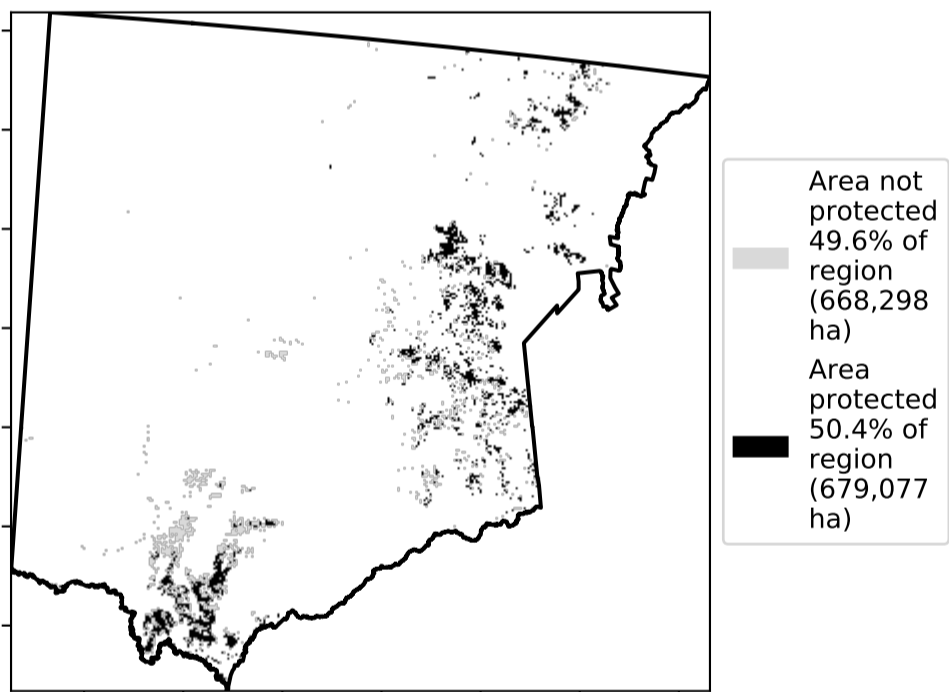 Area not
protected
49.6% of
region
(668,298
ha)
Area
protected
50.4% of
region
(679,077
ha)